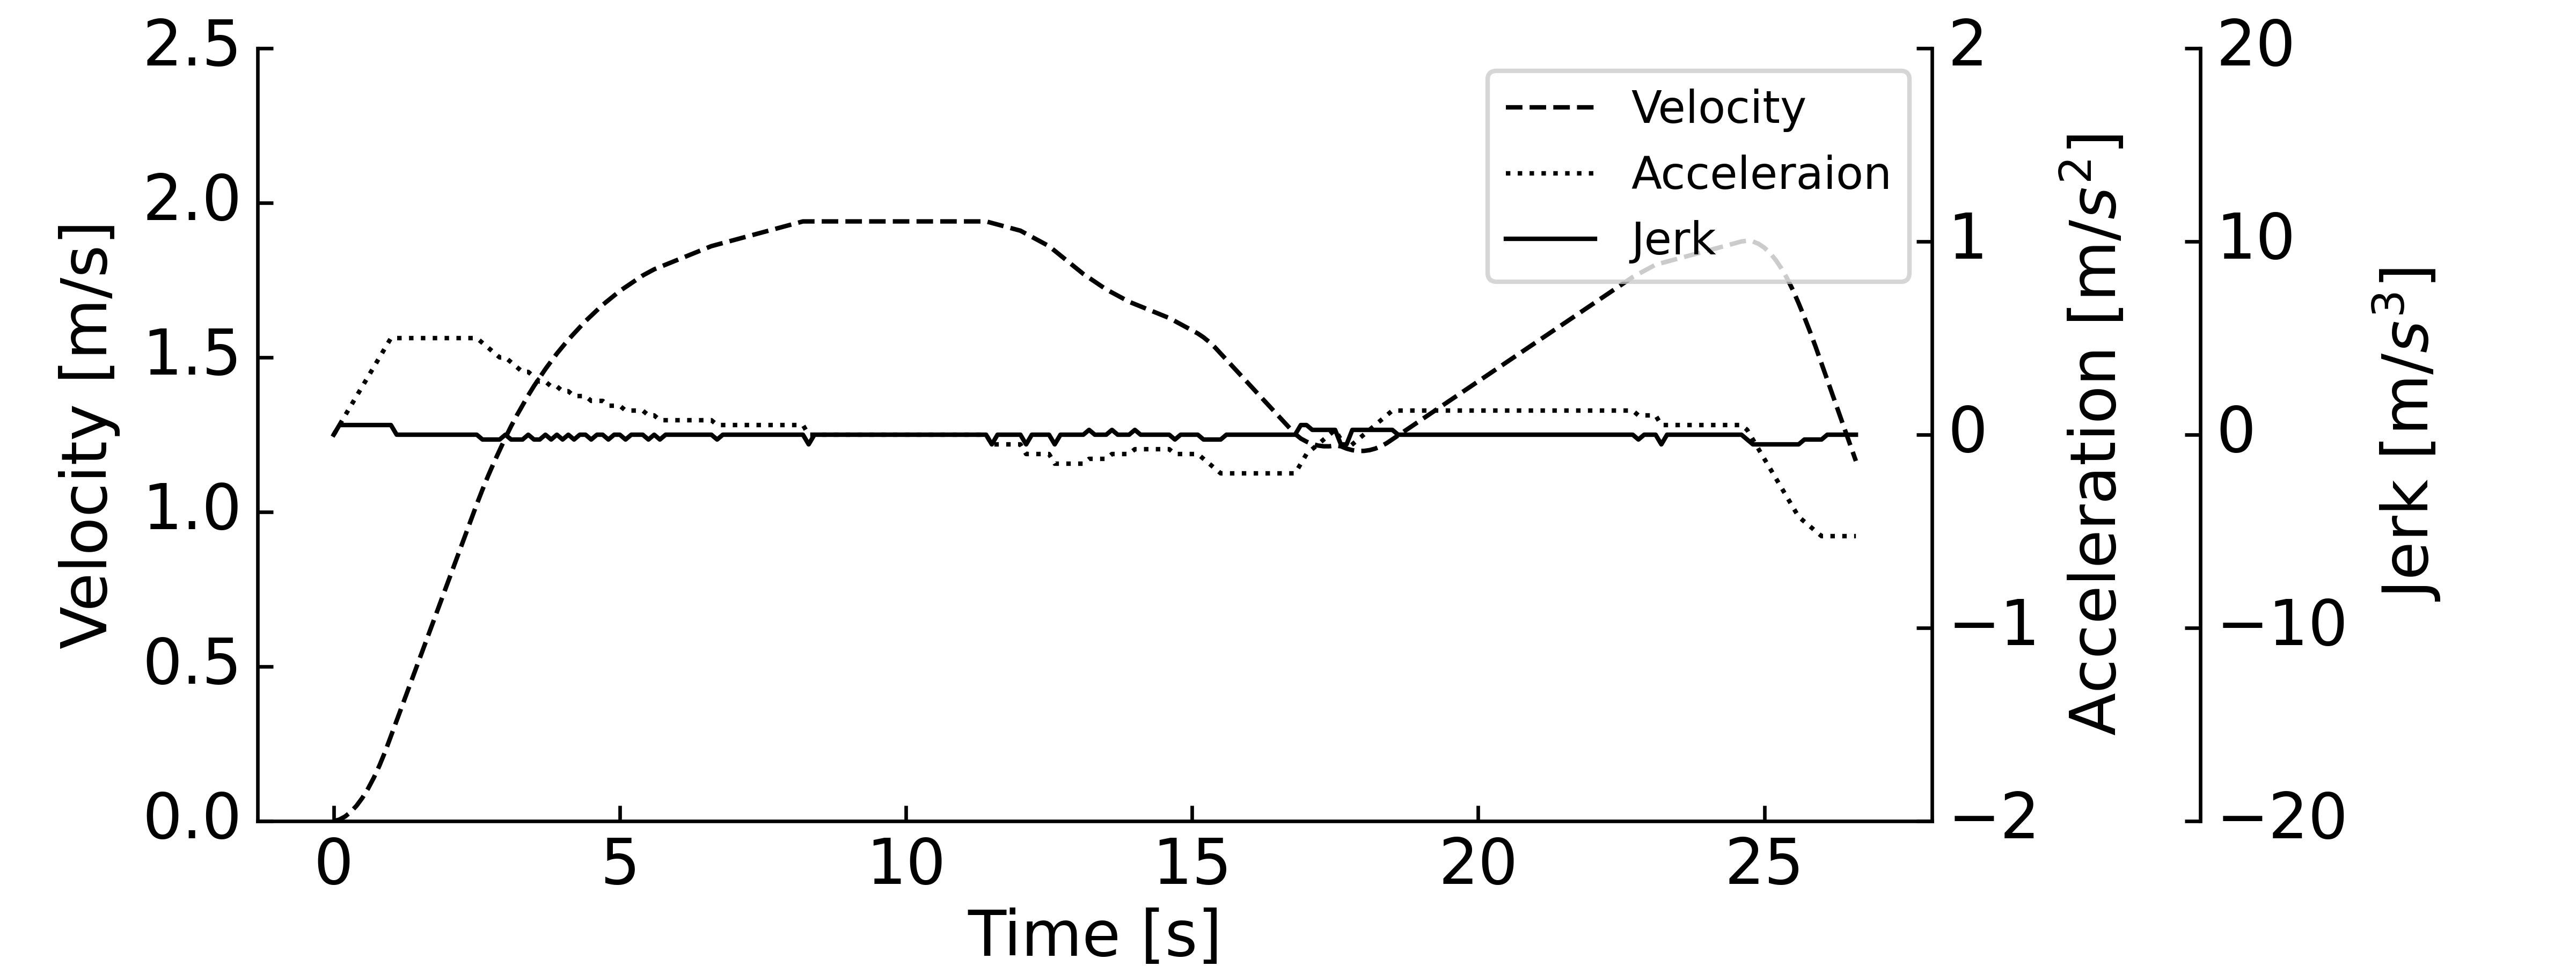 Velocity [m/s]
2.5
2.0
1.5
1.0
0.5
0.0
0 5 10 15 20 25
Time [s]
Velocity
Acceleraion
Jerk
2
1
0
−1
−2
Acceleration [m/s²]
20
10
0
−10
−20
Jerk [m/s³]